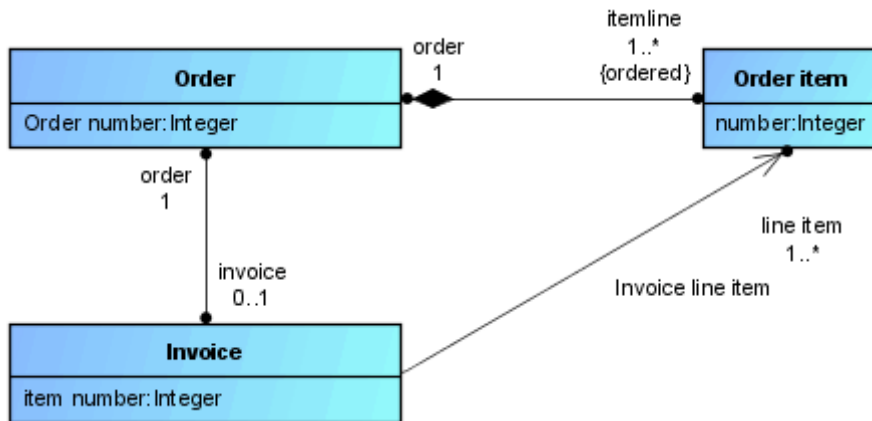 Order
Order number:Integer
order
1
itemline
1..*
{ordered}
Order item
number:Integer
order
1
invoice
0..1
line item
1..*
Invoice line item
Invoice
item number:Integer